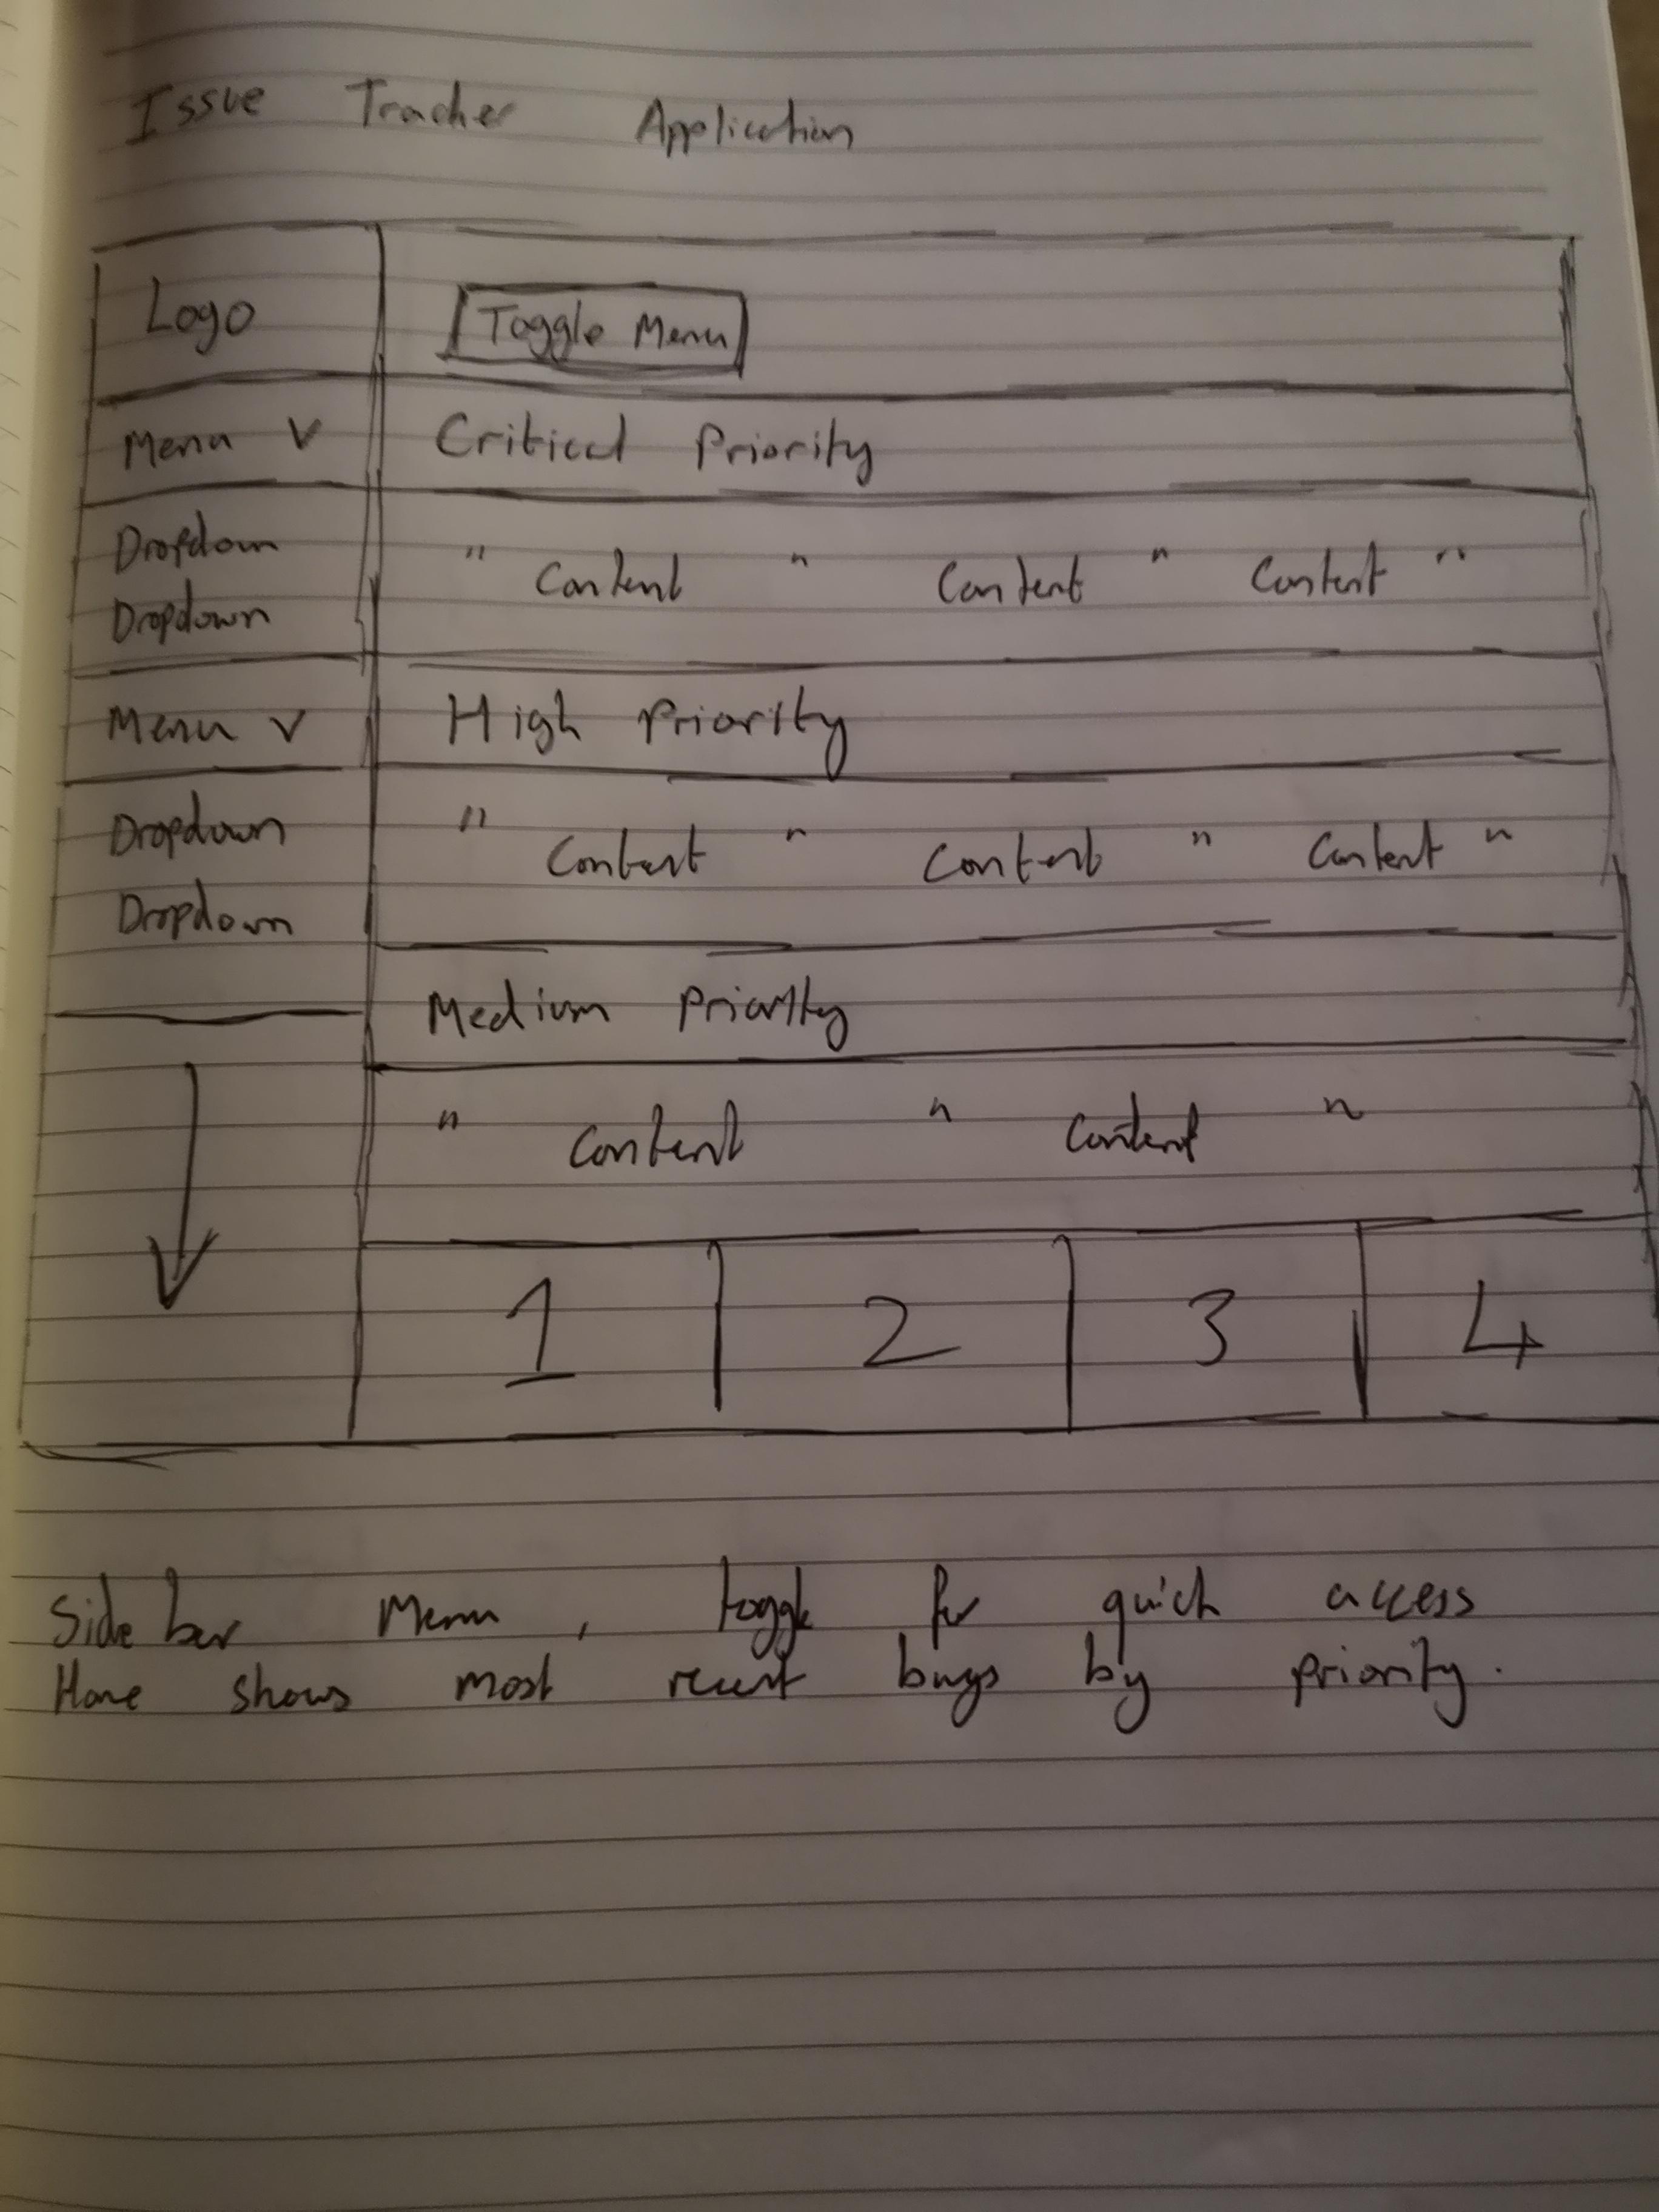 Issue Tracker Application
Logo
[Toggle Menu]
Menu V
Critical Priority
Dropdown
Dropdown
" Content " Content " Content "
Menu V
High Priority
Dropdown
Dropdown
" Content " Content " Content "
Medium Priority
" Content " Content "
1 2 3 4
Side bar Menu, toggle for quick access
Home shows most recent bugs by priority.